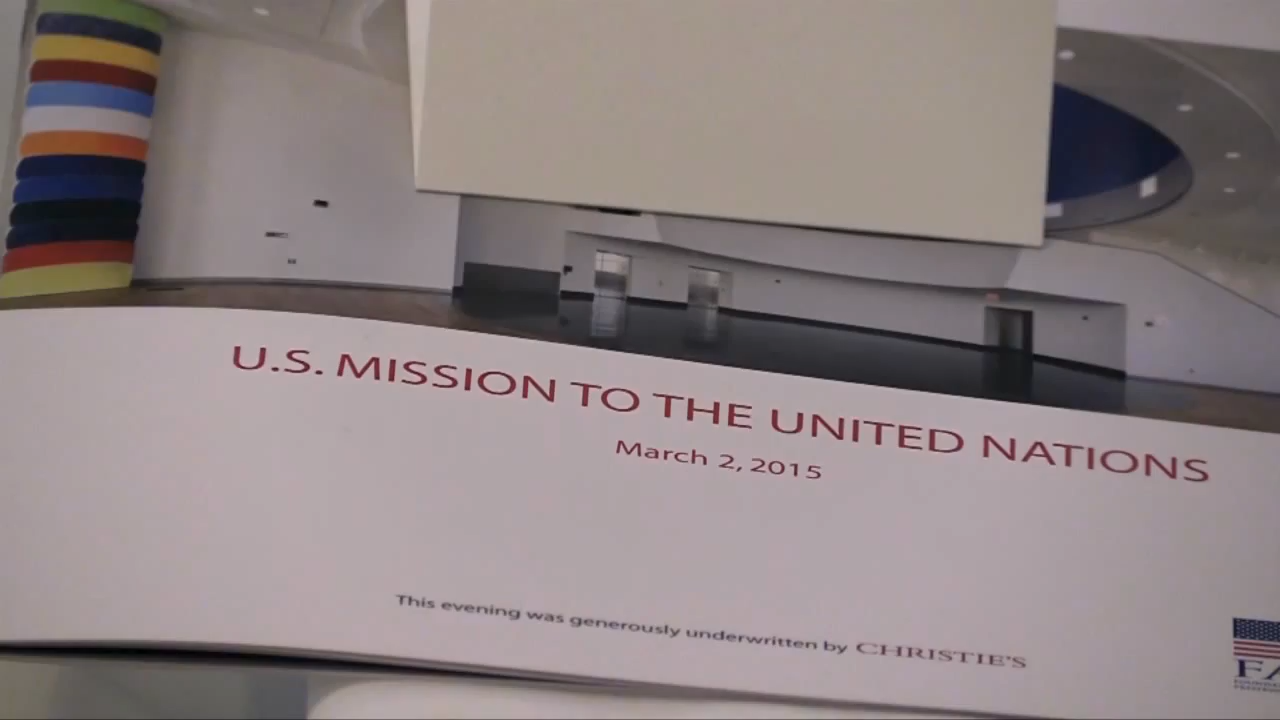 U.S. MISSION TO THE UNITED NATIONS
March 2, 2015
This evening was generously underwritten by CHRISTIE'S